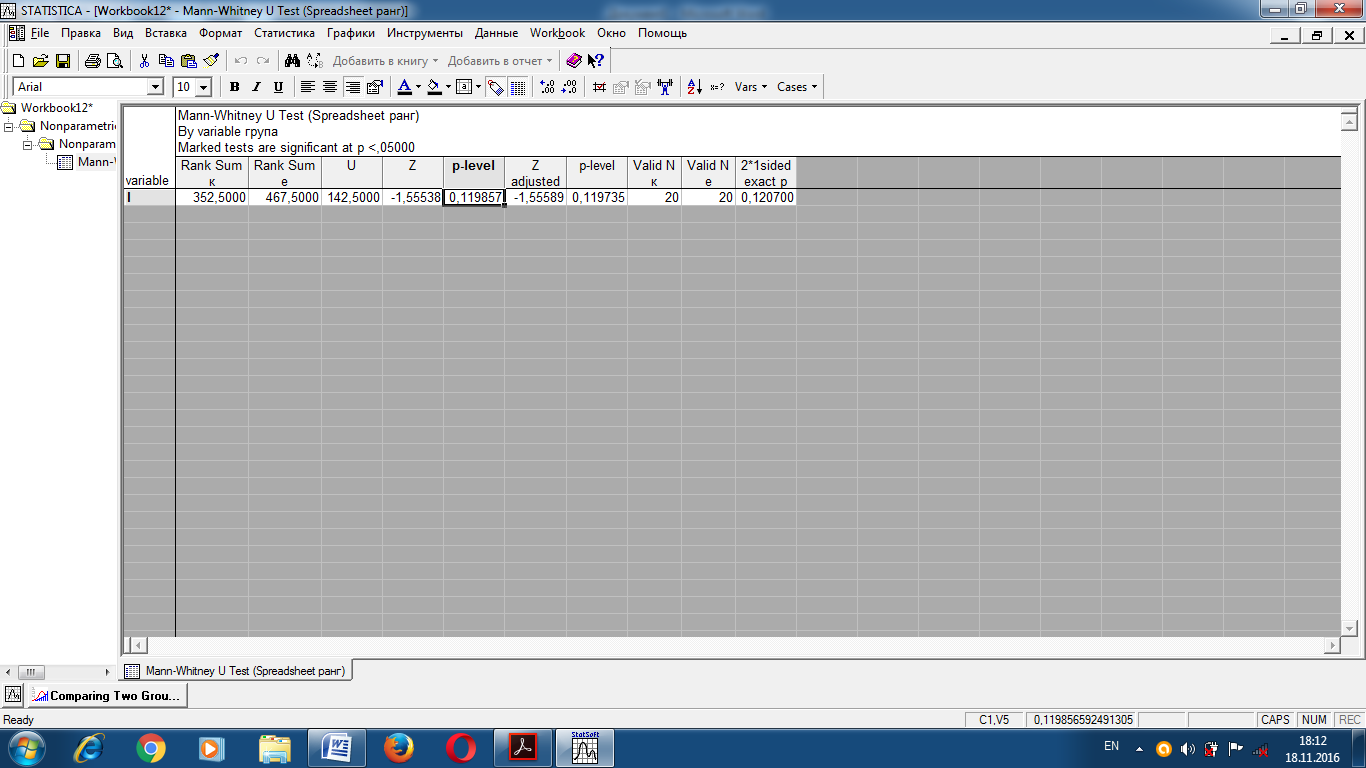 STATISTICA - [Workbook12* - Mann-Whitney U Test (Spreadsheet ранг)]
File Правка Вид Вставка Формат Статистика Графики Инструменты Данные Workbook Окно Помощь
Добавить в книгу Добавить в отчет
Arial 10 B I U Vars Cases
Workbook12*
Nonparametri
Nonparam
Mann-W
Mann-Whitney U Test (Spreadsheet ранг)
By variable група
Marked tests are significant at p <,05000
variable Rank Sum к Rank Sum е U Z p-level Z adjusted p-level Valid N к Valid N е 2*1sided exact p
I 352,5000 467,5000 142,5000 -1,55538 0,119857 -1,55589 0,119735 20 20 0,120700
Mann-Whitney U Test (Spreadsheet ранг)
Comparing Two Grou...
Ready C1,V5 0,119856592491305 CAPS NUM REC
StatSoft
EN 18:12
18.11.2016